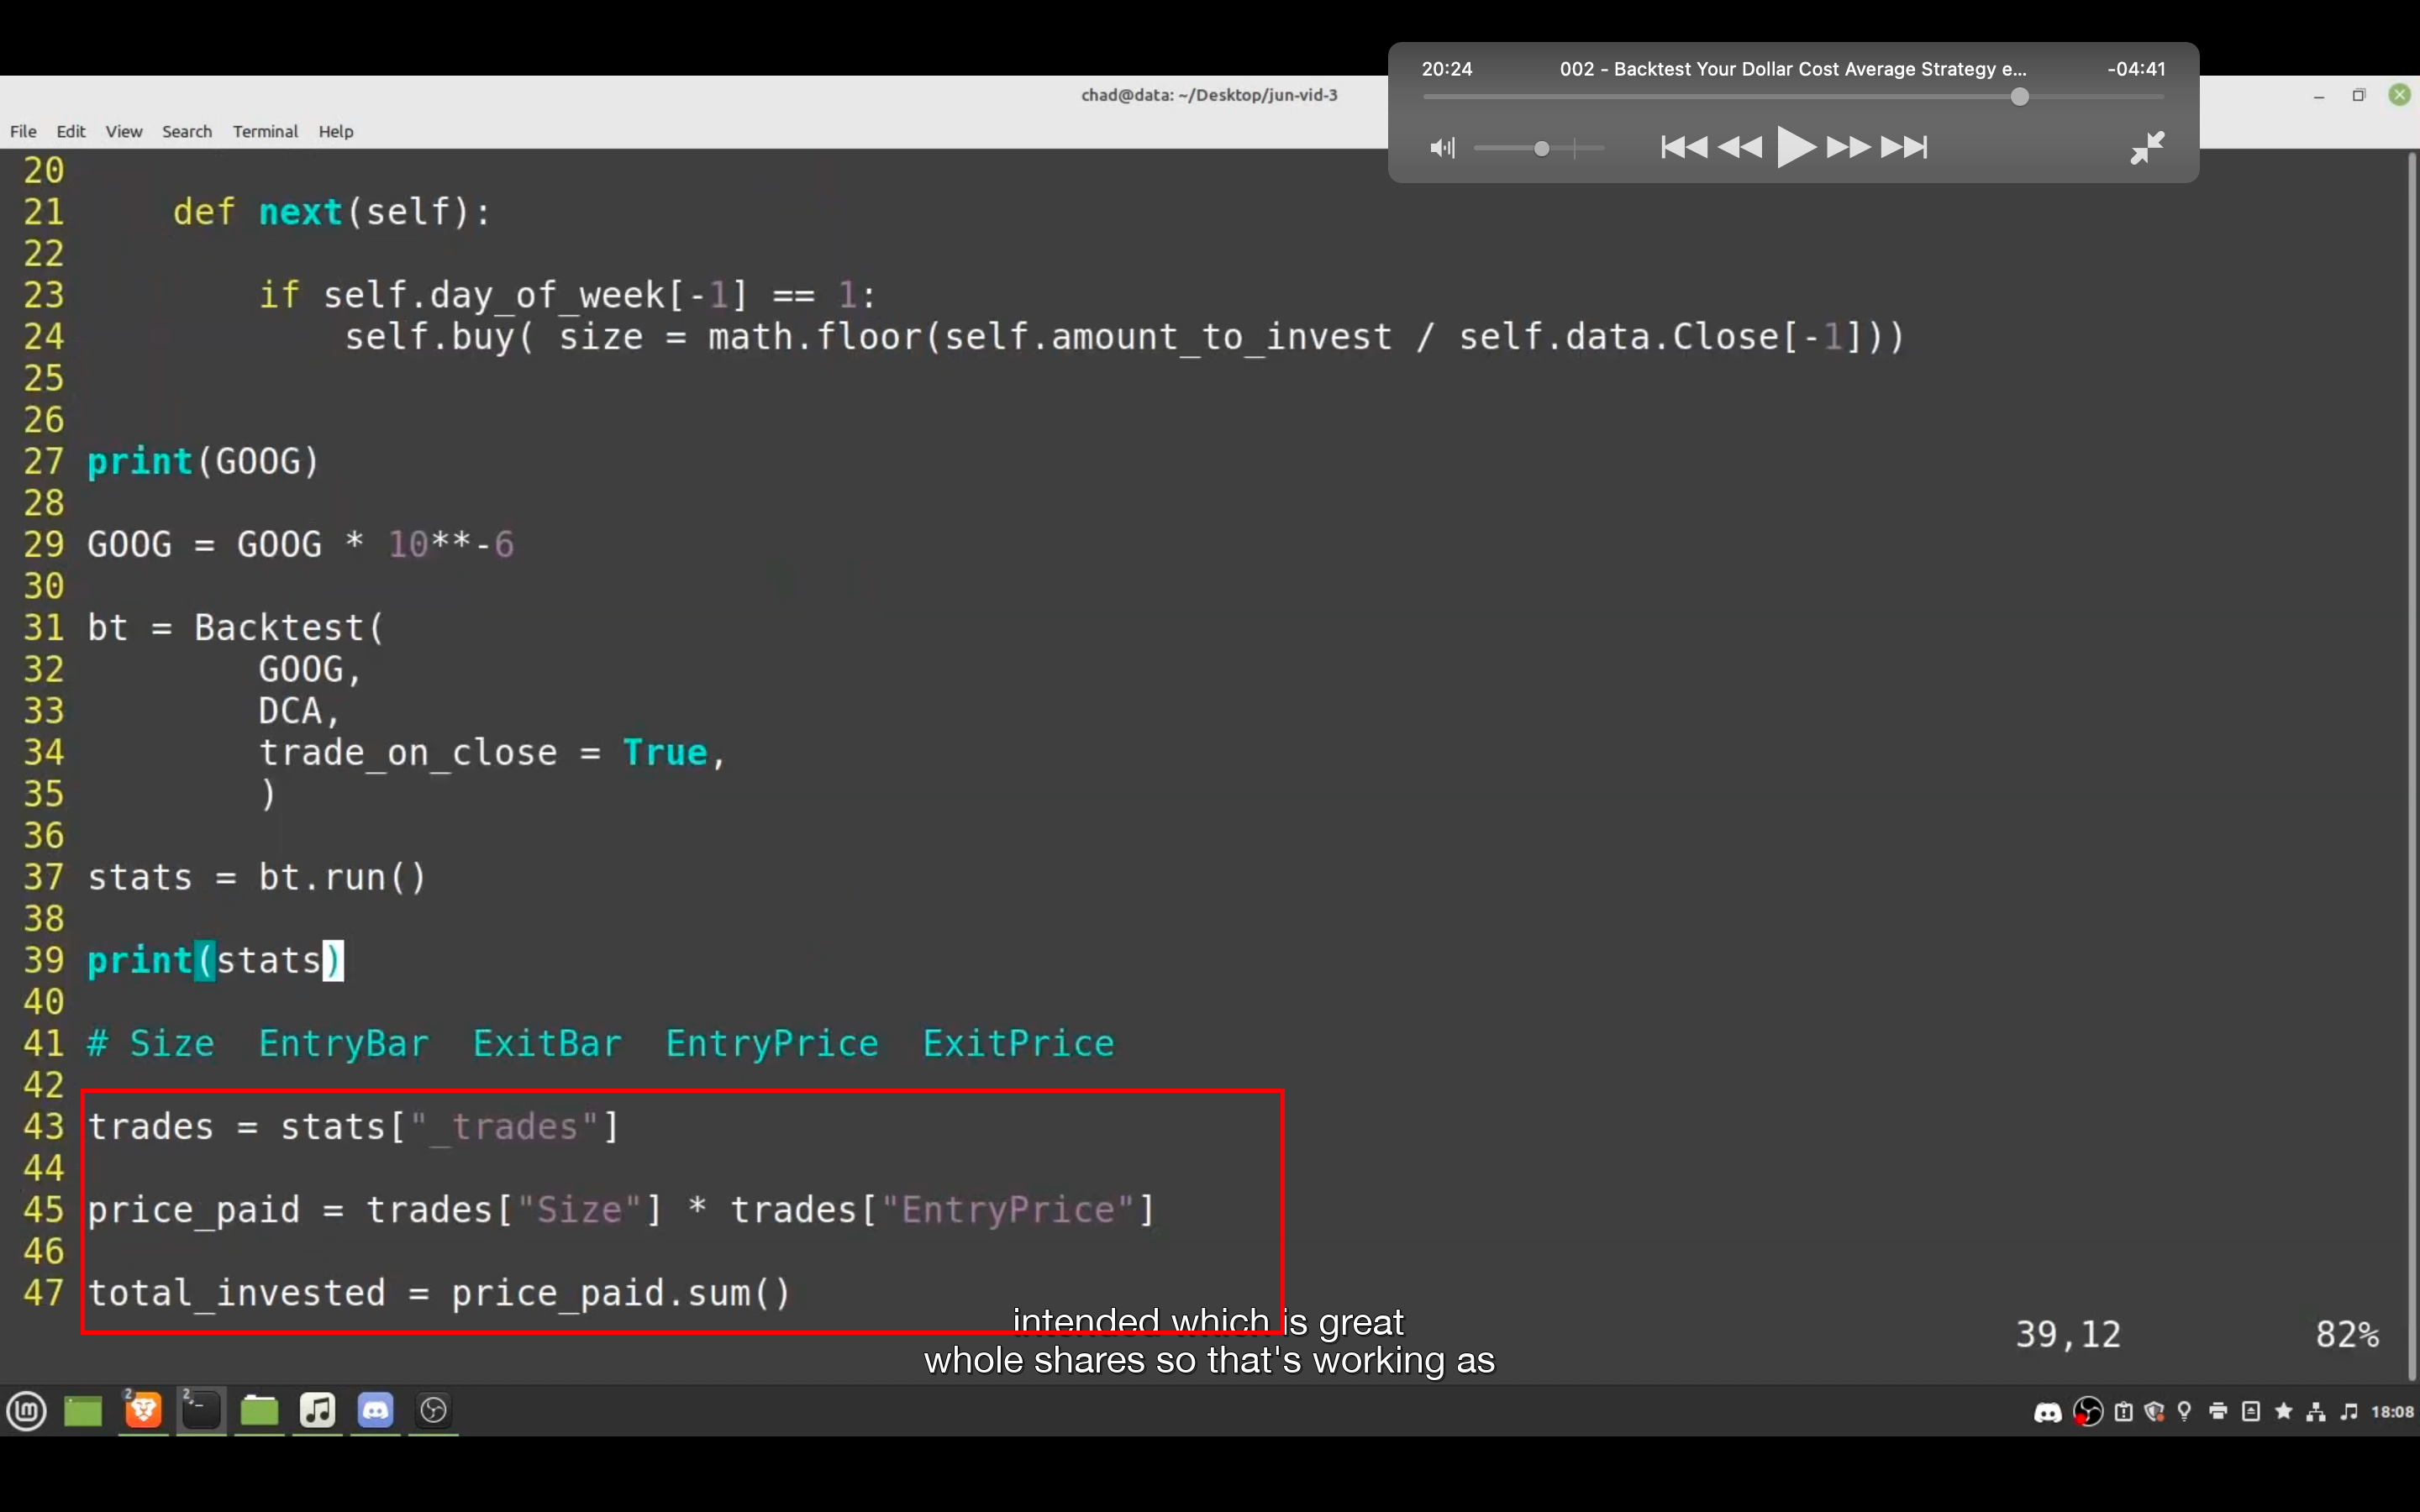 20:24 002 - Backtest Your Dollar Cost Average Strategy e... -04:41
chad@data: ~/Desktop/jun-vid-3
File Edit View Search Terminal Help
20
21 def next(self):
22
23 if self.day_of_week[-1] == 1:
24 self.buy( size = math.floor(self.amount_to_invest / self.data.Close[-1]))
25
26
27 print(GOOG)
28
29 GOOG = GOOG * 10**-6
30
31 bt = Backtest(
32 GOOG,
33 DCA,
34 trade_on_close = True,
35 )
36
37 stats = bt.run()
38
39 print(stats)
40
41 # Size EntryBar ExitBar EntryPrice ExitPrice
42
43 trades = stats["_trades"]
44
45 price_paid = trades["Size"] * trades["EntryPrice"]
46
47 total_invested = price_paid.sum()
intended which is great
39,12 82%
whole shares so that's working as
2 2
18:08